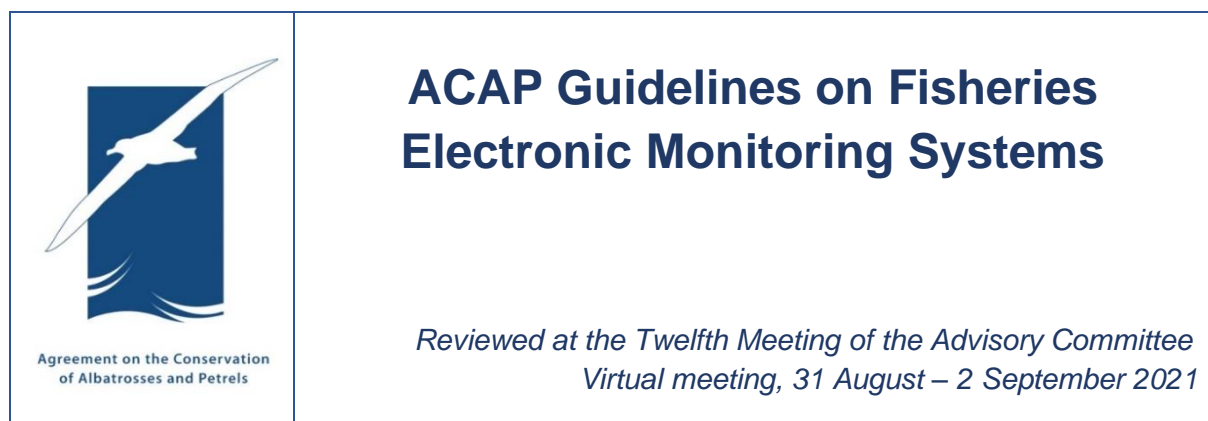 ACAP Guidelines on Fisheries
Electronic Monitoring Systems
Reviewed at the Twelfth Meeting of the Advisory Committee
Virtual meeting, 31 August – 2 September 2021
Agreement on the Conservation
of Albatrosses and Petrels